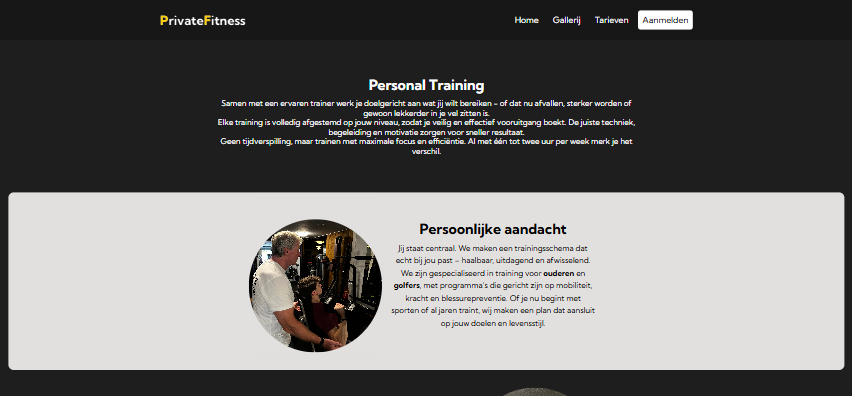 PrivateFitness
Home Gallerij Tarieven Aanmelden
Personal Training
Samen met een ervaren trainer werk je doelgericht aan wat jij wilt bereiken – of dat nu afvallen, sterker worden of
gewoon lekkerder in je vel zitten is.
Elke training is volledig afgestemd op jouw niveau, zodat je veilig en effectief vooruitgang boekt. De juiste techniek,
begeleiding en motivatie zorgen voor sneller resultaat.
Geen tijdverspilling, maar trainen met maximale focus en efficiëntie. Al met één tot twee uur per week merk je het
verschil.
Persoonlijke aandacht
Jij staat centraal. We maken een trainingsschema dat
echt bij jou past – haalbaar, uitdagend en afwisselend.
We zijn gespecialiseerd in training voor ouderen en
golfers, met programma's die gericht zijn op mobiliteit,
kracht en blessurepreventie. Of je nu begint met
sporten of al jaren traint, wij maken een plan dat aansluit
op jouw doelen en levensstijl.